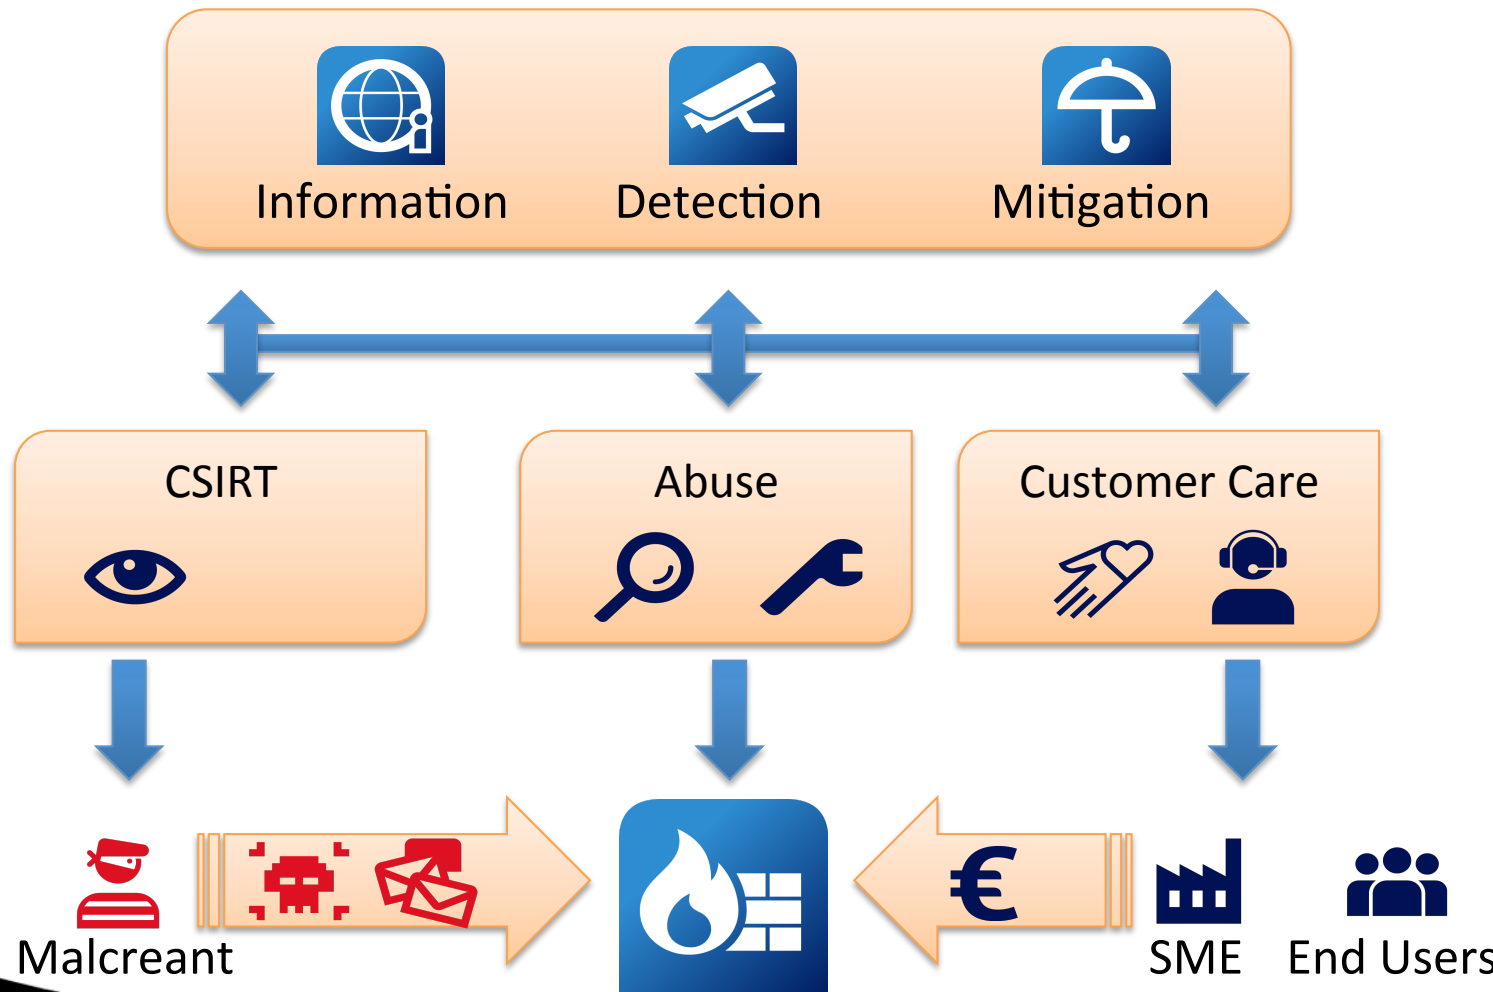 Information Detection Mitigation
CSIRT Abuse Customer Care
€
Malcreant SME End Users